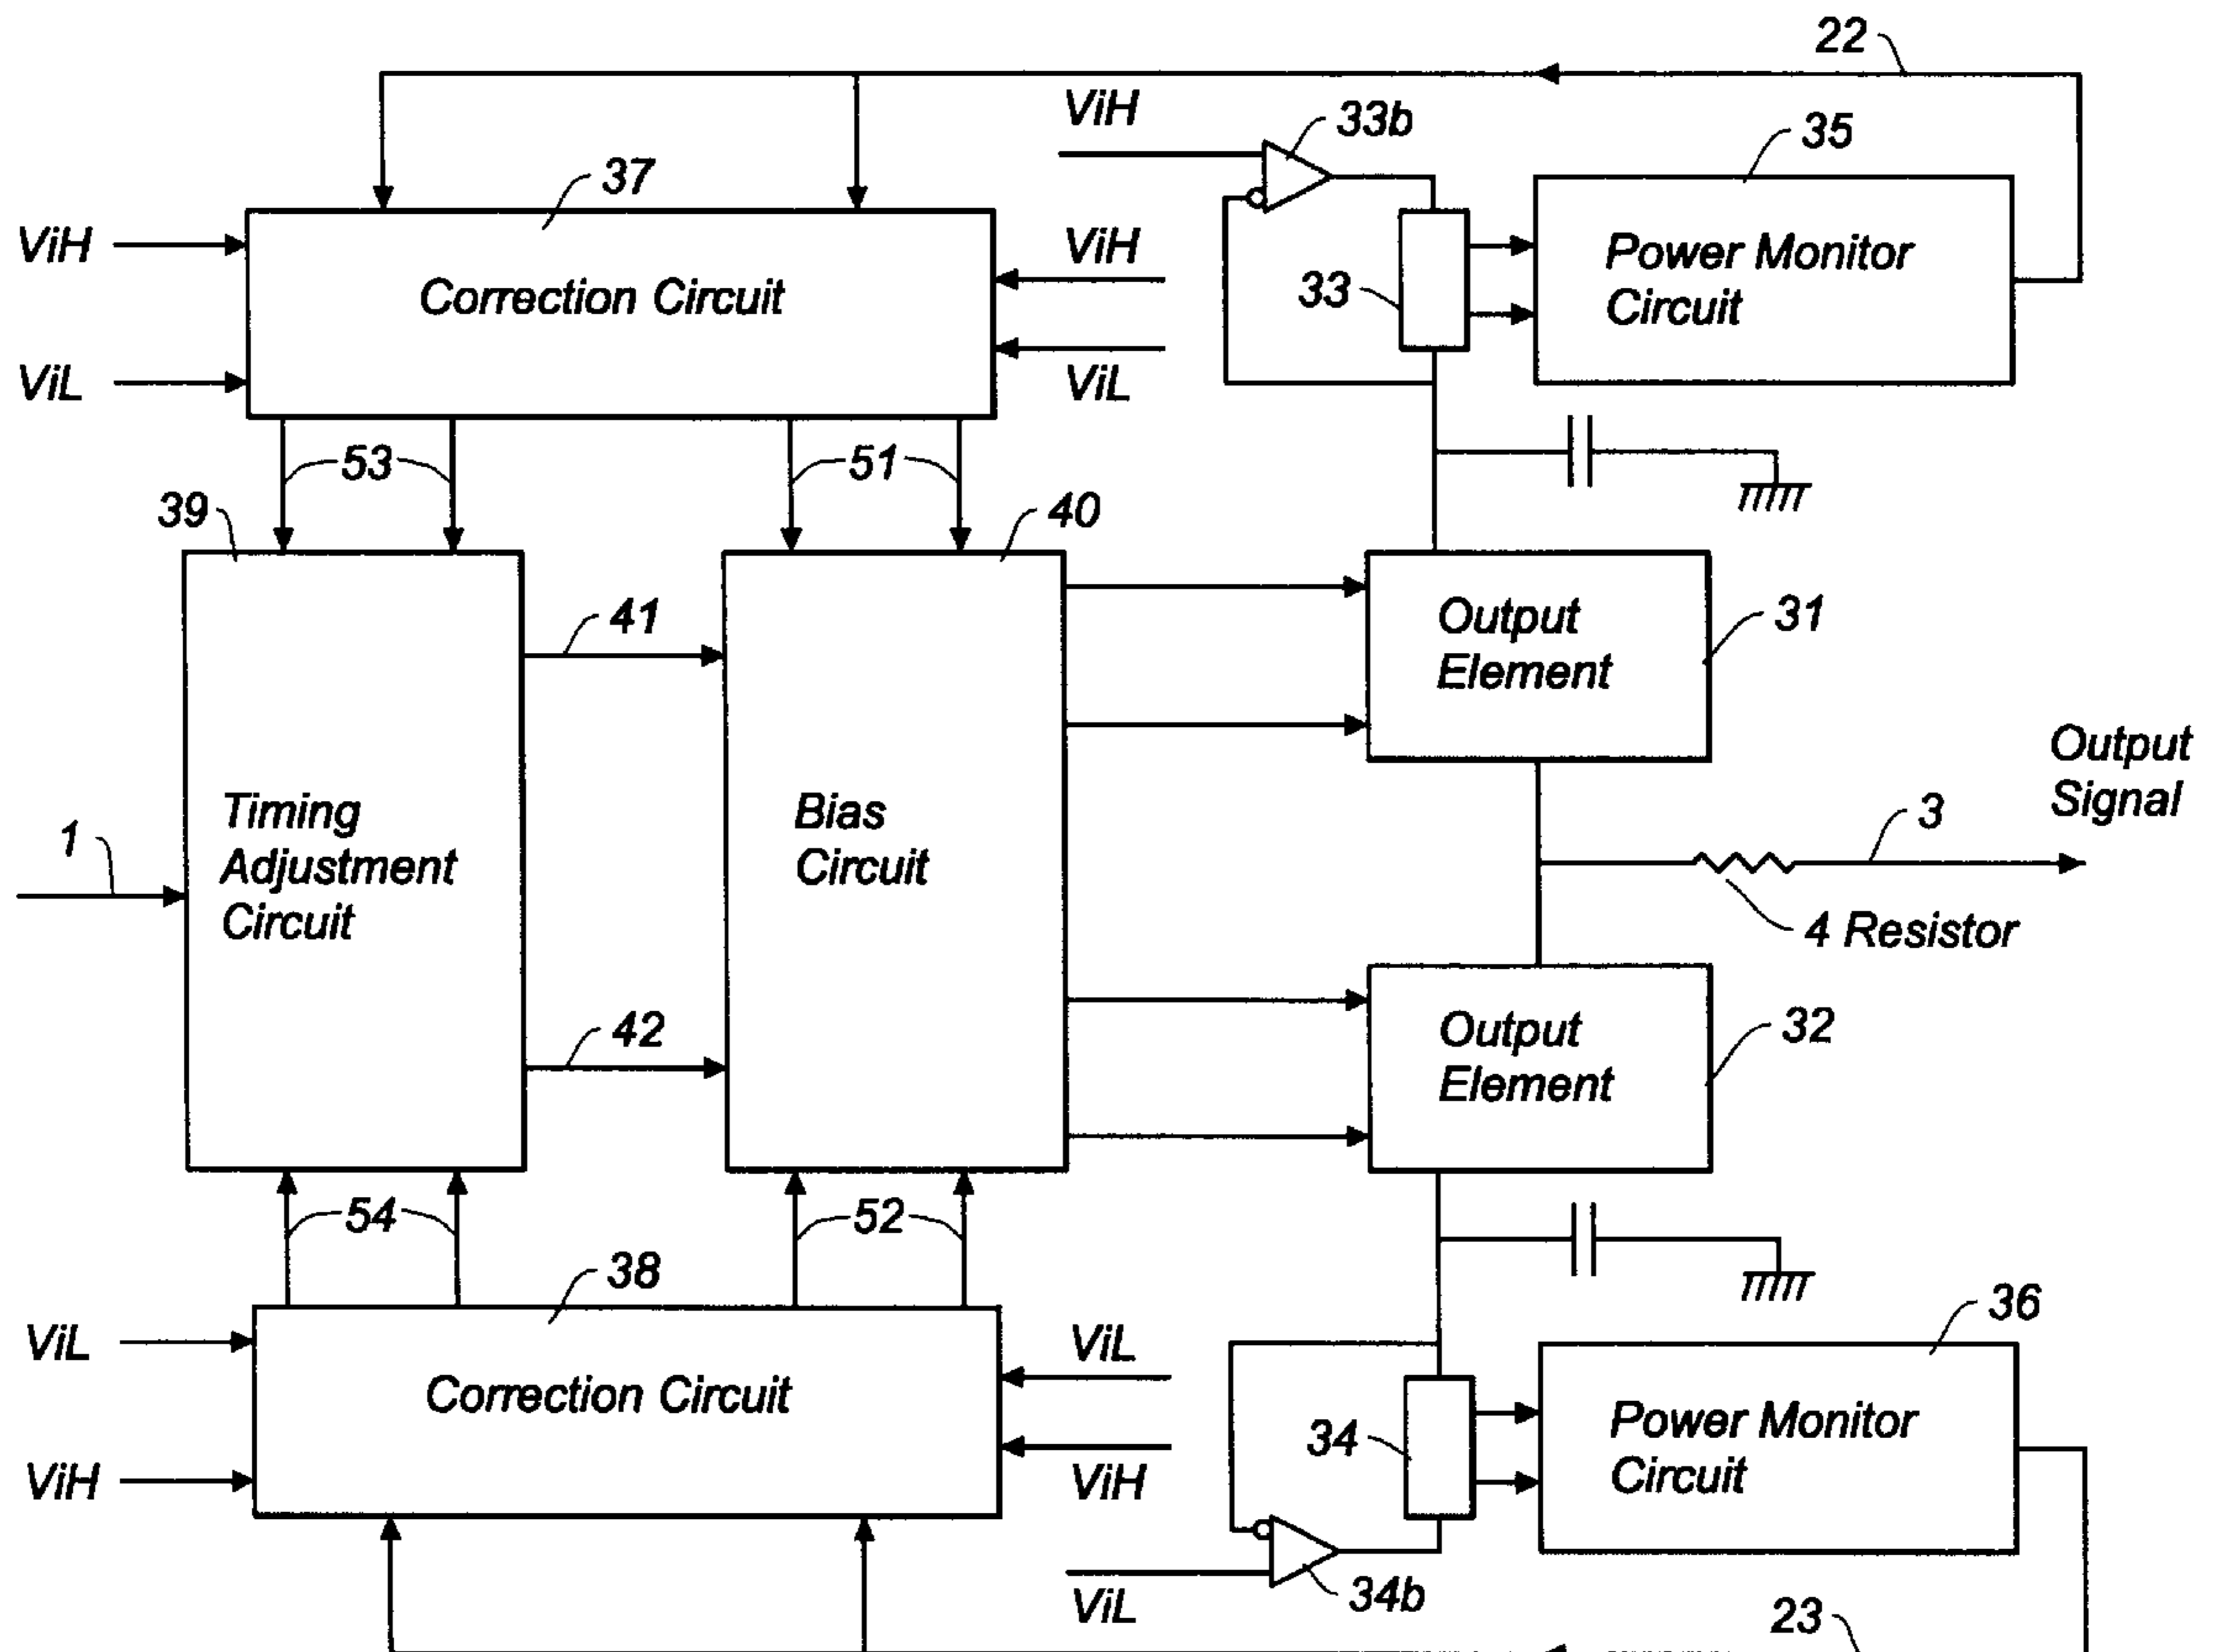 22
ViH
33b
35
37
ViH
ViH
Correction Circuit
33
Power Monitor
Circuit
ViL
ViL
53
51
39
40
41
Output
Element
31
Output
Signal
1
Timing
Adjustment
Circuit
Bias
Circuit
3
4 Resistor
42
Output
Element
32
54
52
38
36
ViL
ViL
Correction Circuit
34
Power Monitor
Circuit
ViH
ViH
34b
ViL
23